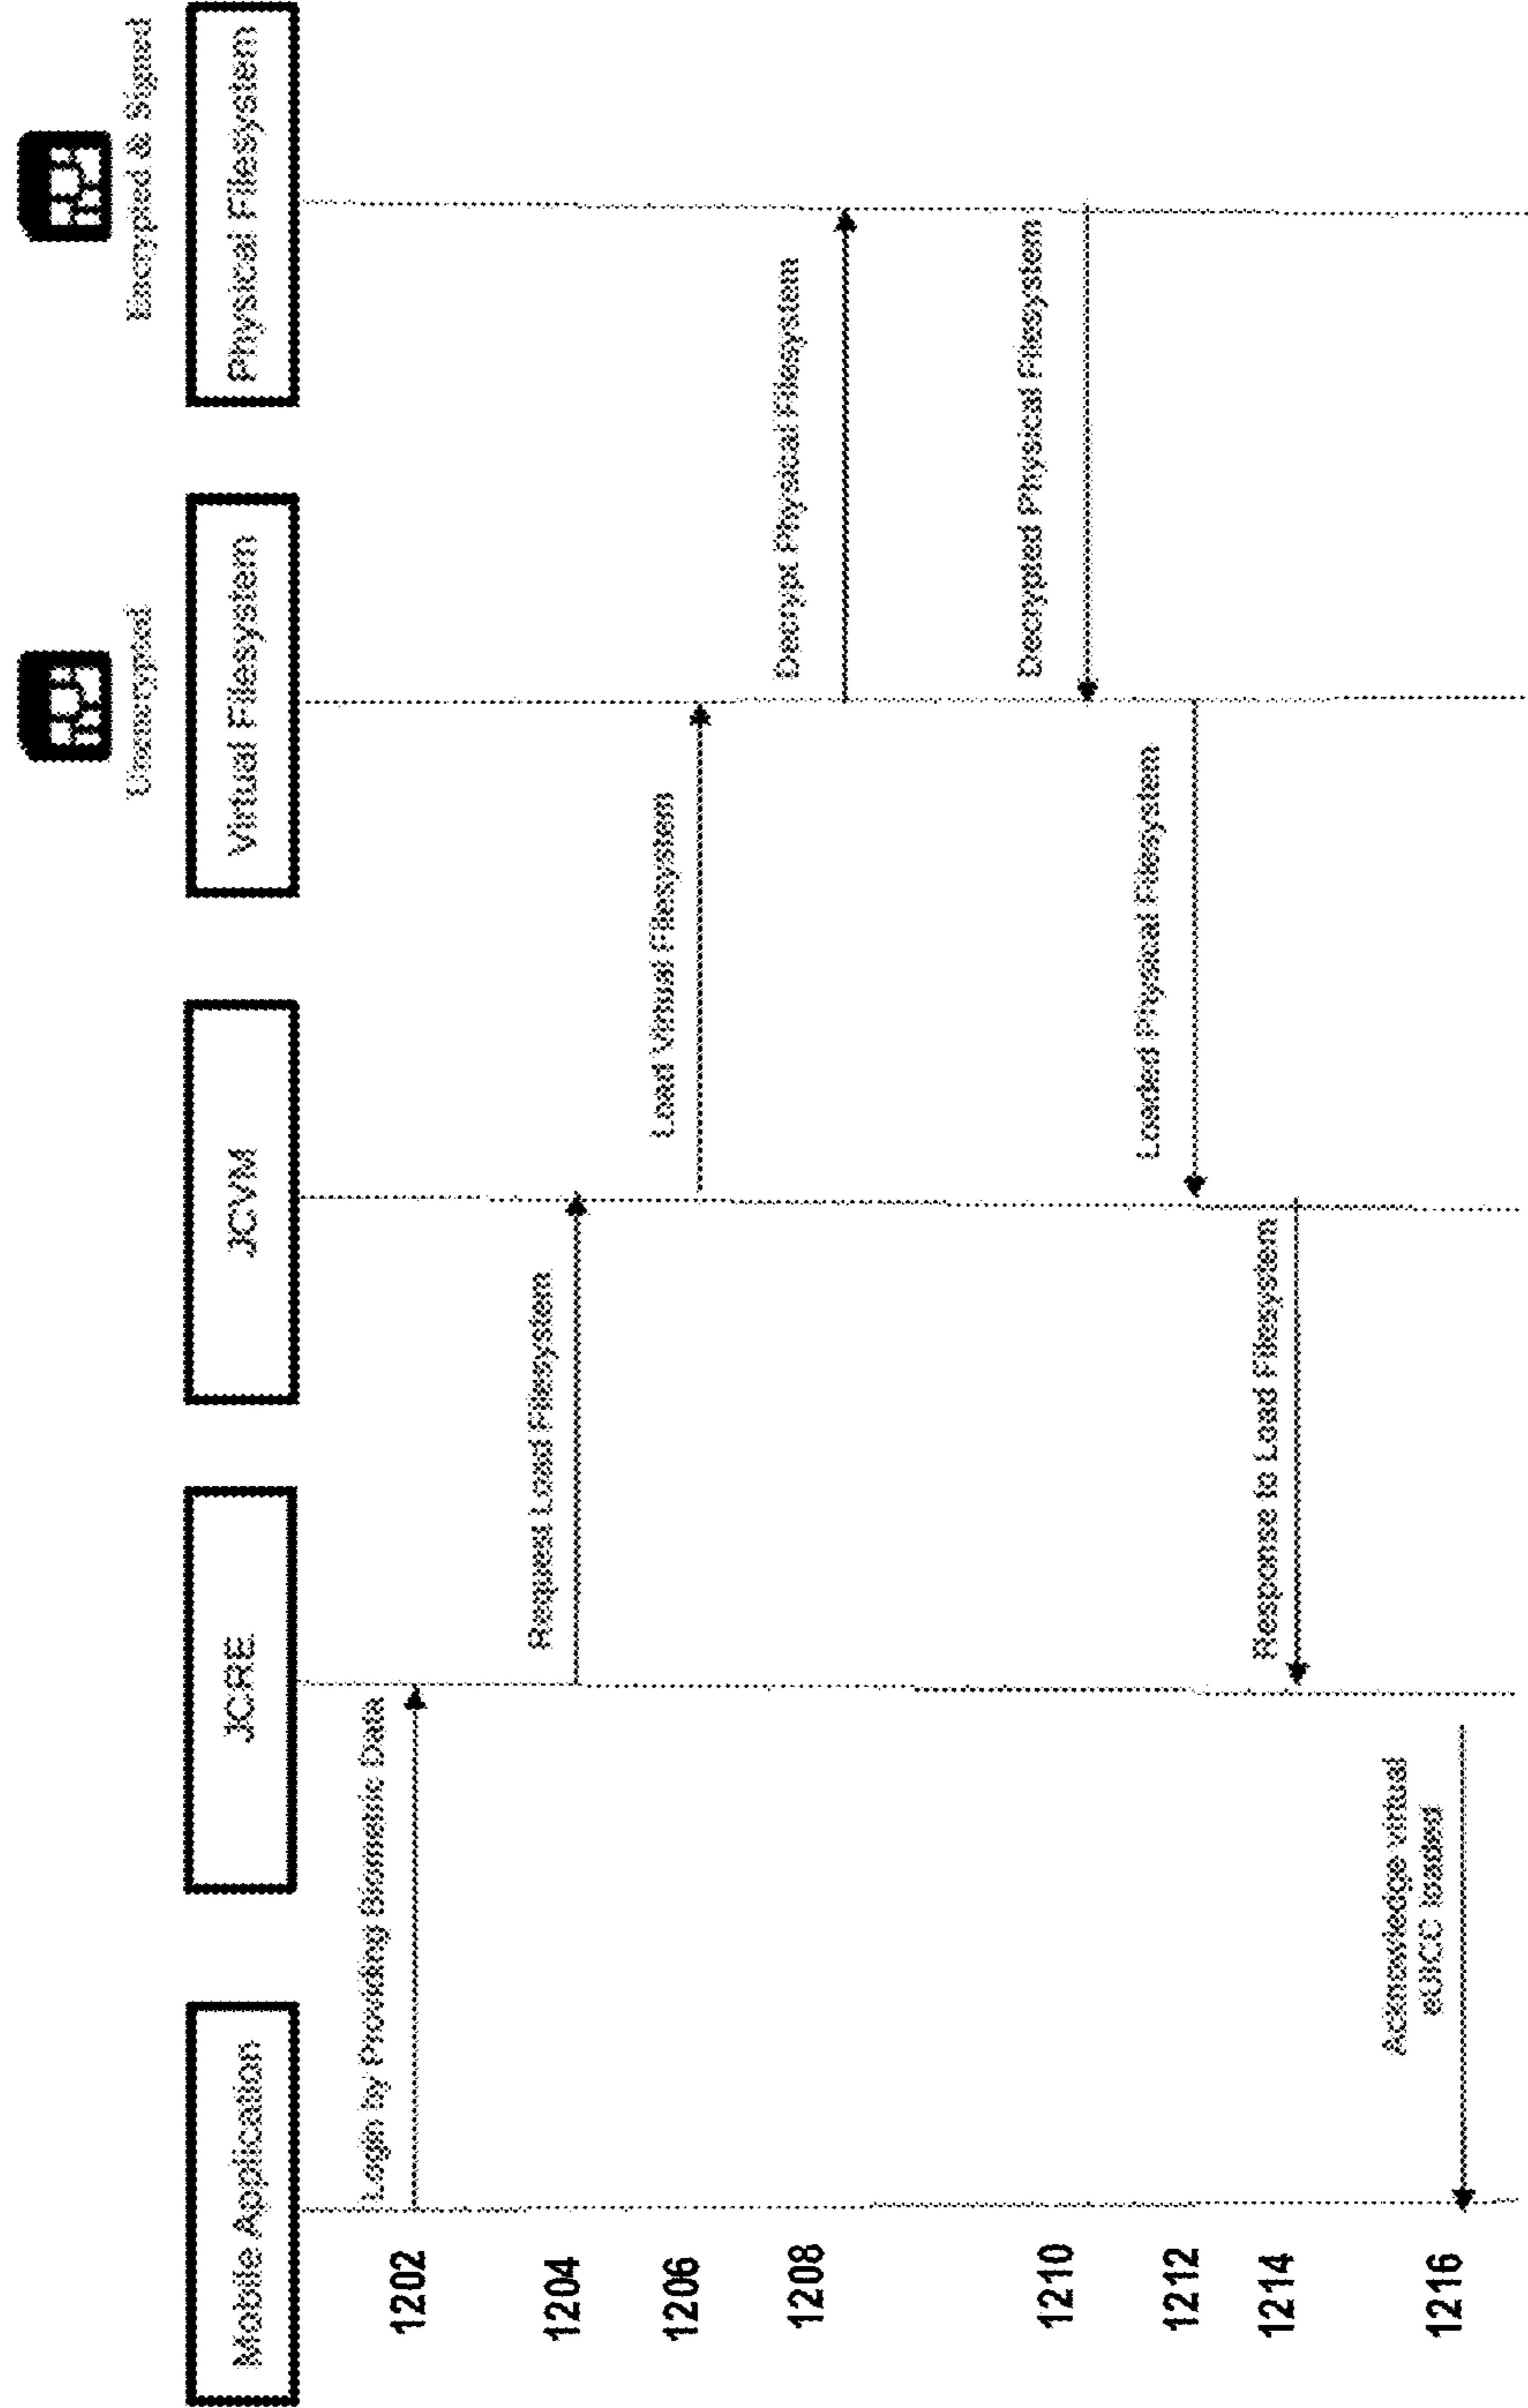 Unencrypted
Encrypted & Signed
Mobile Application
JCRE
JCVM
Virtual Filesystem
Physical Filesystem
1202
Login by Providing Biometric Data
1204
Request Load Filesystem
1206
Load Virtual Filesystem
1208
Decrypt Physical Filesystem
1210
Decrypted Physical Filesystem
1212
Loaded Physical Filesystem
1214
Response to Load Filesystem
1216
Acknowledge virtual
eUICC loaded